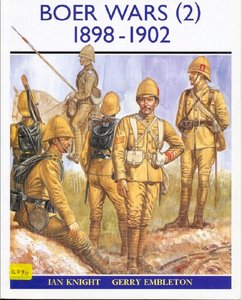 BOER WARS (2)
1898-1902
IAN KNIGHT GERRY EMBLETON